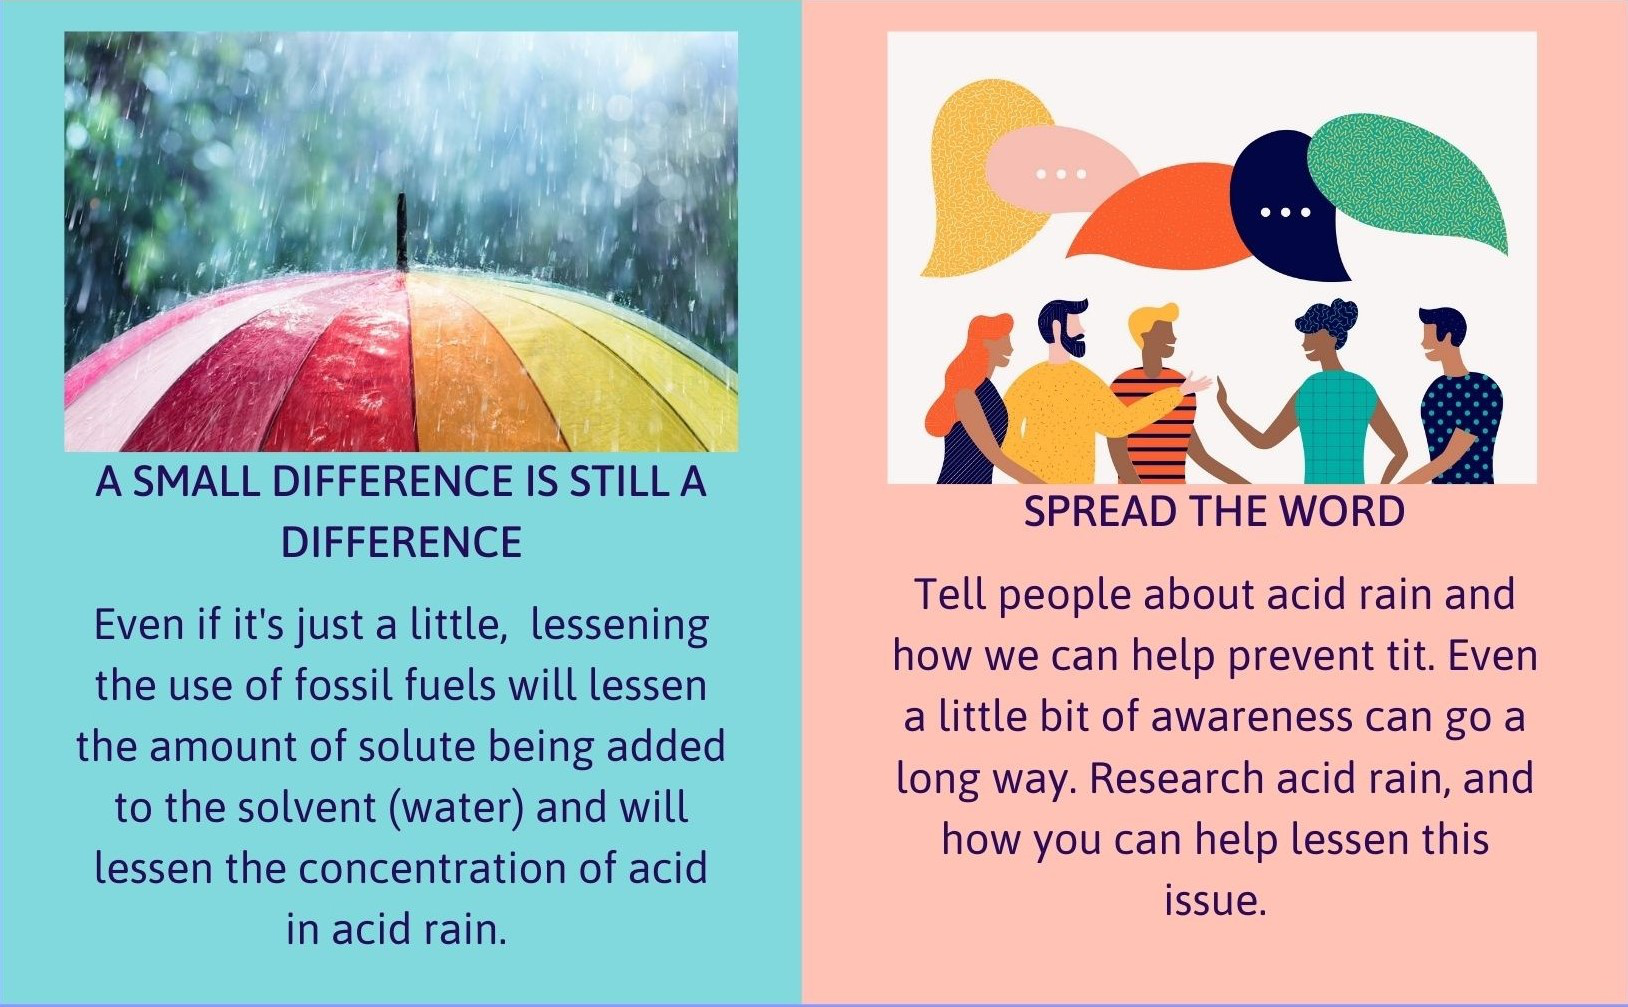 A SMALL DIFFERENCE IS STILL A
DIFFERENCE
Even if it's just a little,  lessening
the use of fossil fuels will lessen
the amount of solute being added
to the solvent (water) and will
lessen the concentration of acid
in acid rain.
SPREAD THE WORD
Tell people about acid rain and
how we can help prevent tit. Even
a little bit of awareness can go a
long way. Research acid rain, and
how you can help lessen this
issue.